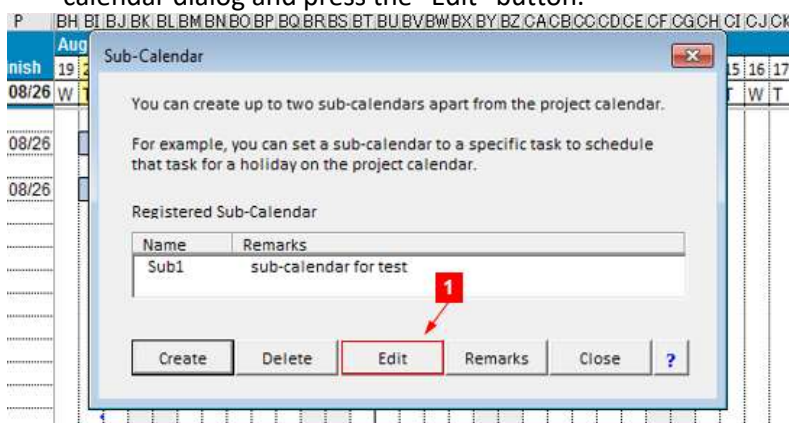 calendar dialog and press the "Edit" button.
P BH BI BJ BK BL BM BN BO BP BQ BR BS BT BU BV BW BX BY BZ CA CB CC CD CE CF CG CH CI CJ CK
Aug
nish 19 2 15 16 17
08/26 W T T W T
Sub-Calendar
You can create up to two sub-calendars apart from the project calendar.
08/26
For example, you can set a sub-calendar to a specific task to schedule
that task for a holiday on the project calendar.
08/26
Registered Sub-Calendar
Name Remarks
Sub1 sub-calendar for test
1
Create Delete Edit Remarks Close ?